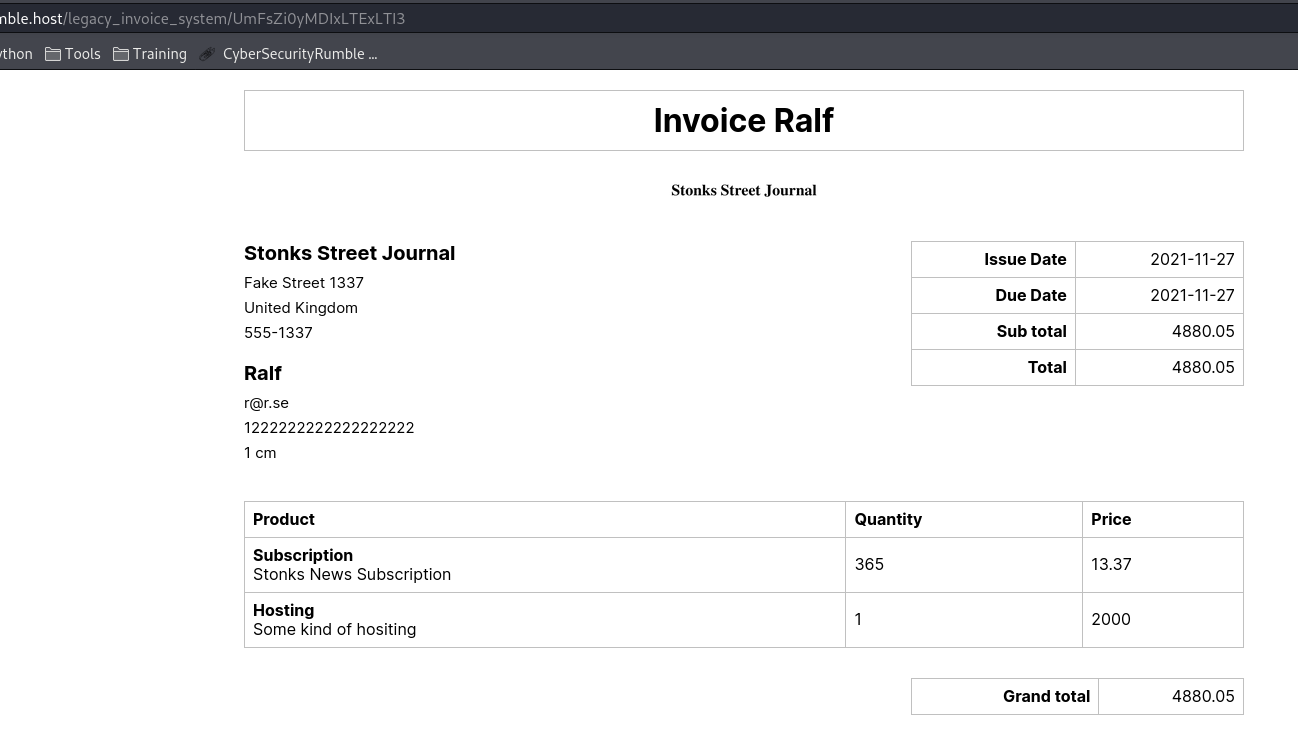 mble.host/legacy_invoice_system/UmFsZi0yMDIxLTExLTI3
ython Tools Training CyberSecurityRumble ...
Invoice Ralf
Stonks Street Journal
Stonks Street Journal
Fake Street 1337
United Kingdom
555-1337
Issue Date 2021-11-27
Due Date 2021-11-27
Sub total 4880.05
Total 4880.05
Ralf
r@r.se
1222222222222222222
1 cm
Product Quantity Price
Subscription
Stonks News Subscription
365 13.37
Hosting
Some kind of hositing
1 2000
Grand total 4880.05